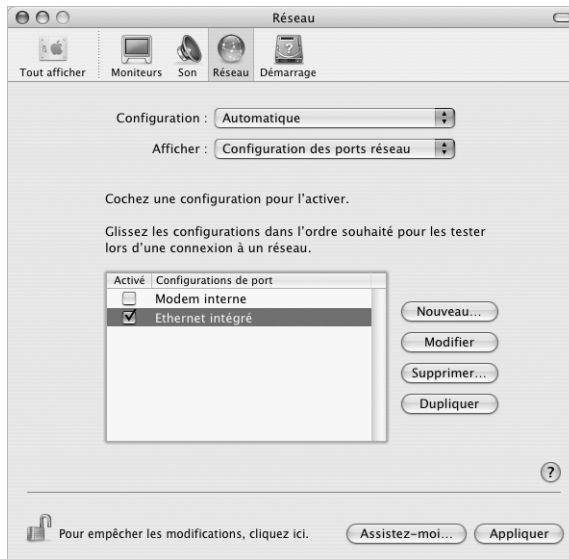 Réseau
Tout afficher
Moniteurs
Son
Réseau
Démarrage
Configuration :
Automatique
Afficher :
Configuration des ports réseau
Cochez une configuration pour l'activer.
Glissez les configurations dans l'ordre souhaité pour les tester
lors d'une connexion à un réseau.
Activé
Configurations de port
Modem interne
Ethernet intégré
Nouveau...
Modifier
Supprimer...
Dupliquer
?
Pour empêcher les modifications, cliquez ici.
Assistez-moi...
Appliquer